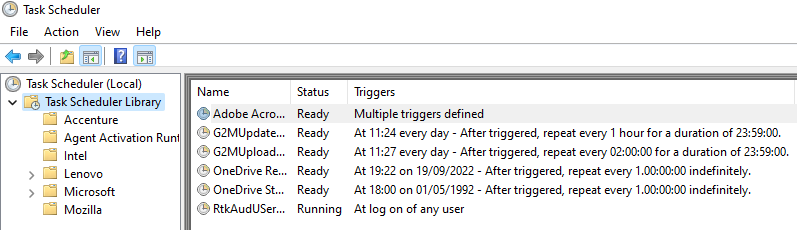 Task Scheduler
File Action View Help
Task Scheduler (Local)
Task Scheduler Library
Accenture
Agent Activation Runt
Intel
Lenovo
Microsoft
Mozilla
Name Status Triggers
Adobe Acro... Ready Multiple triggers defined
G2MUpdate... Ready At 11:24 every day - After triggered, repeat every 1 hour for a duration of 23:59:00.
G2MUpload... Ready At 11:27 every day - After triggered, repeat every 02:00:00 for a duration of 23:59:00.
OneDrive Re... Ready At 19:22 on 19/09/2022 - After triggered, repeat every 1.00:00:00 indefinitely.
OneDrive St... Ready At 18:00 on 01/05/1992 - After triggered, repeat every 1.00:00:00 indefinitely.
RtkAudUSer... Running At log on of any user